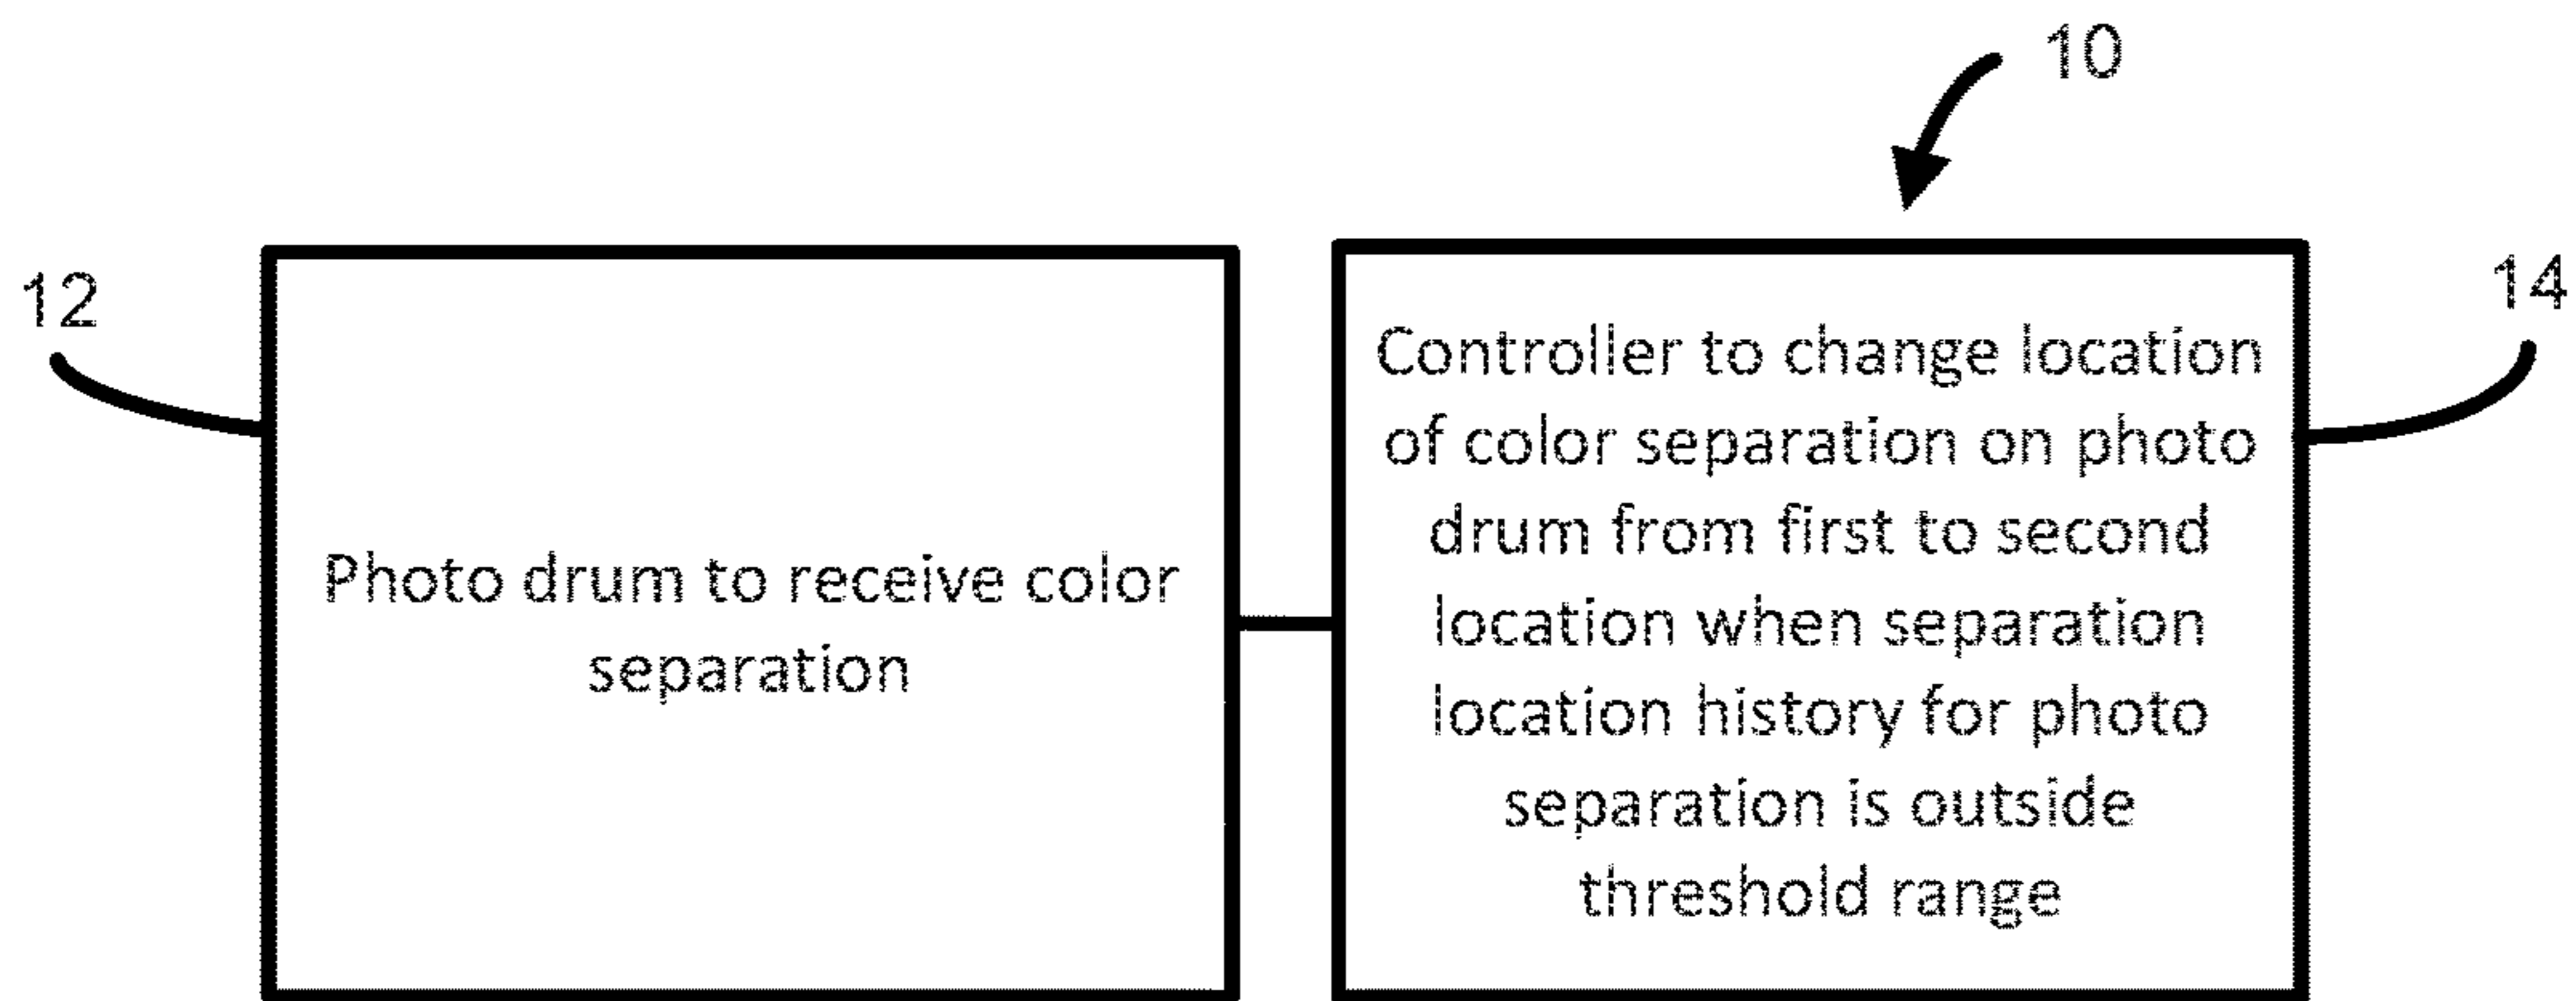 10
12
Photo drum to receive color
separation
Controller to change location
of color separation on photo
drum from first to second
location when separation
location history for photo
separation is outside
threshold range
14